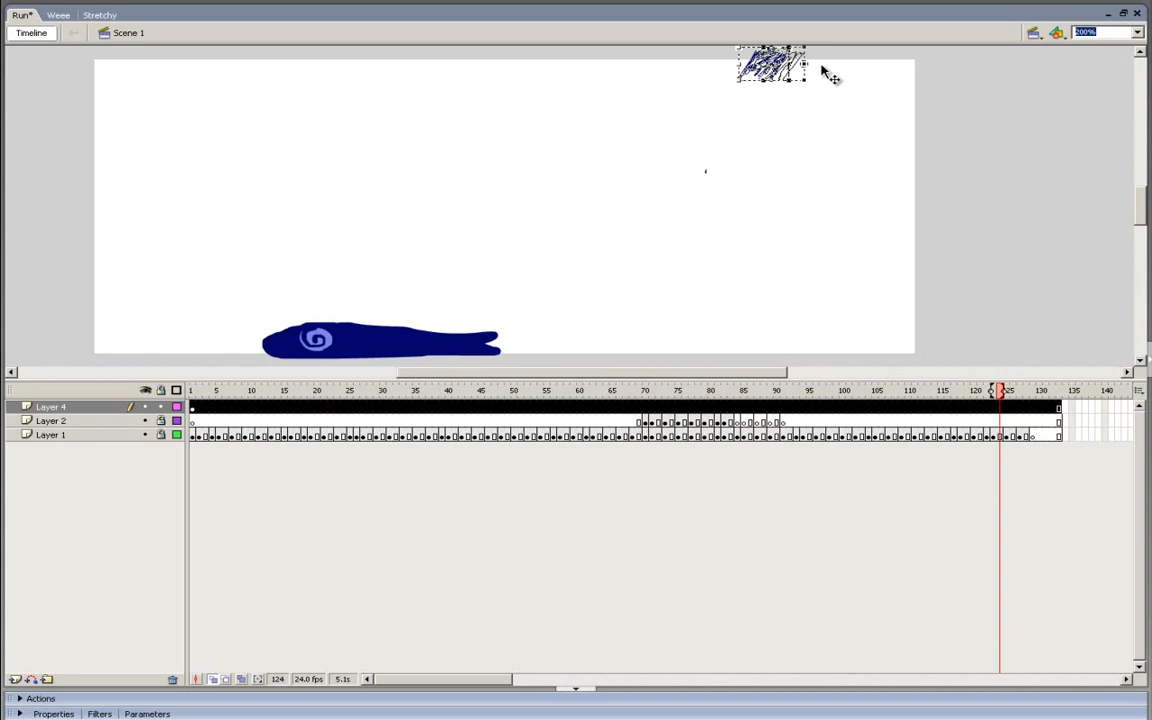 Run* Weee Stretchy
Timeline Scene 1 200%
1 5 10 15 20 25 30 35 40 45 50 55 60 65 70 75 80 85 90 95 100 105 110 115 120 125 130 135 140
Layer 4
Layer 2
Layer 1
124 24.0 fps 5.1s
Actions
Properties Filters Parameters